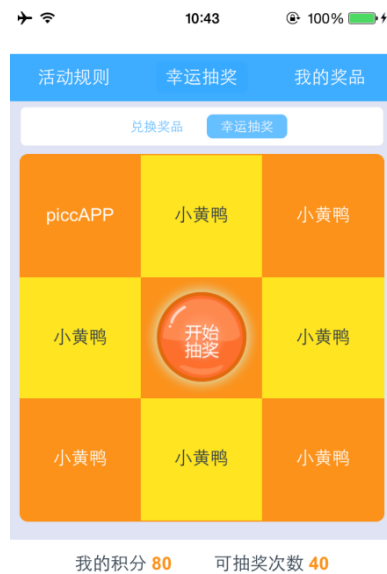 10:43 100%
活动规则 幸运抽奖 我的奖品
兑换奖品 幸运抽奖
piccAPP 小黄鸭 小黄鸭
小黄鸭 开始 小黄鸭
抽奖
小黄鸭 小黄鸭 小黄鸭
我的积分 80 可抽奖次数 40